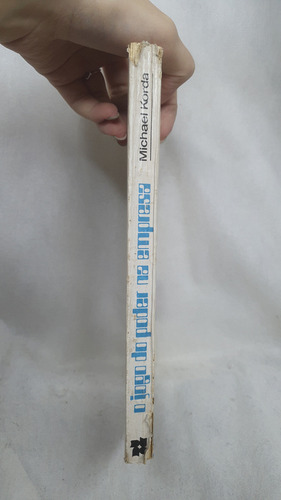 Michael Korda
o jogo do poder na empresa